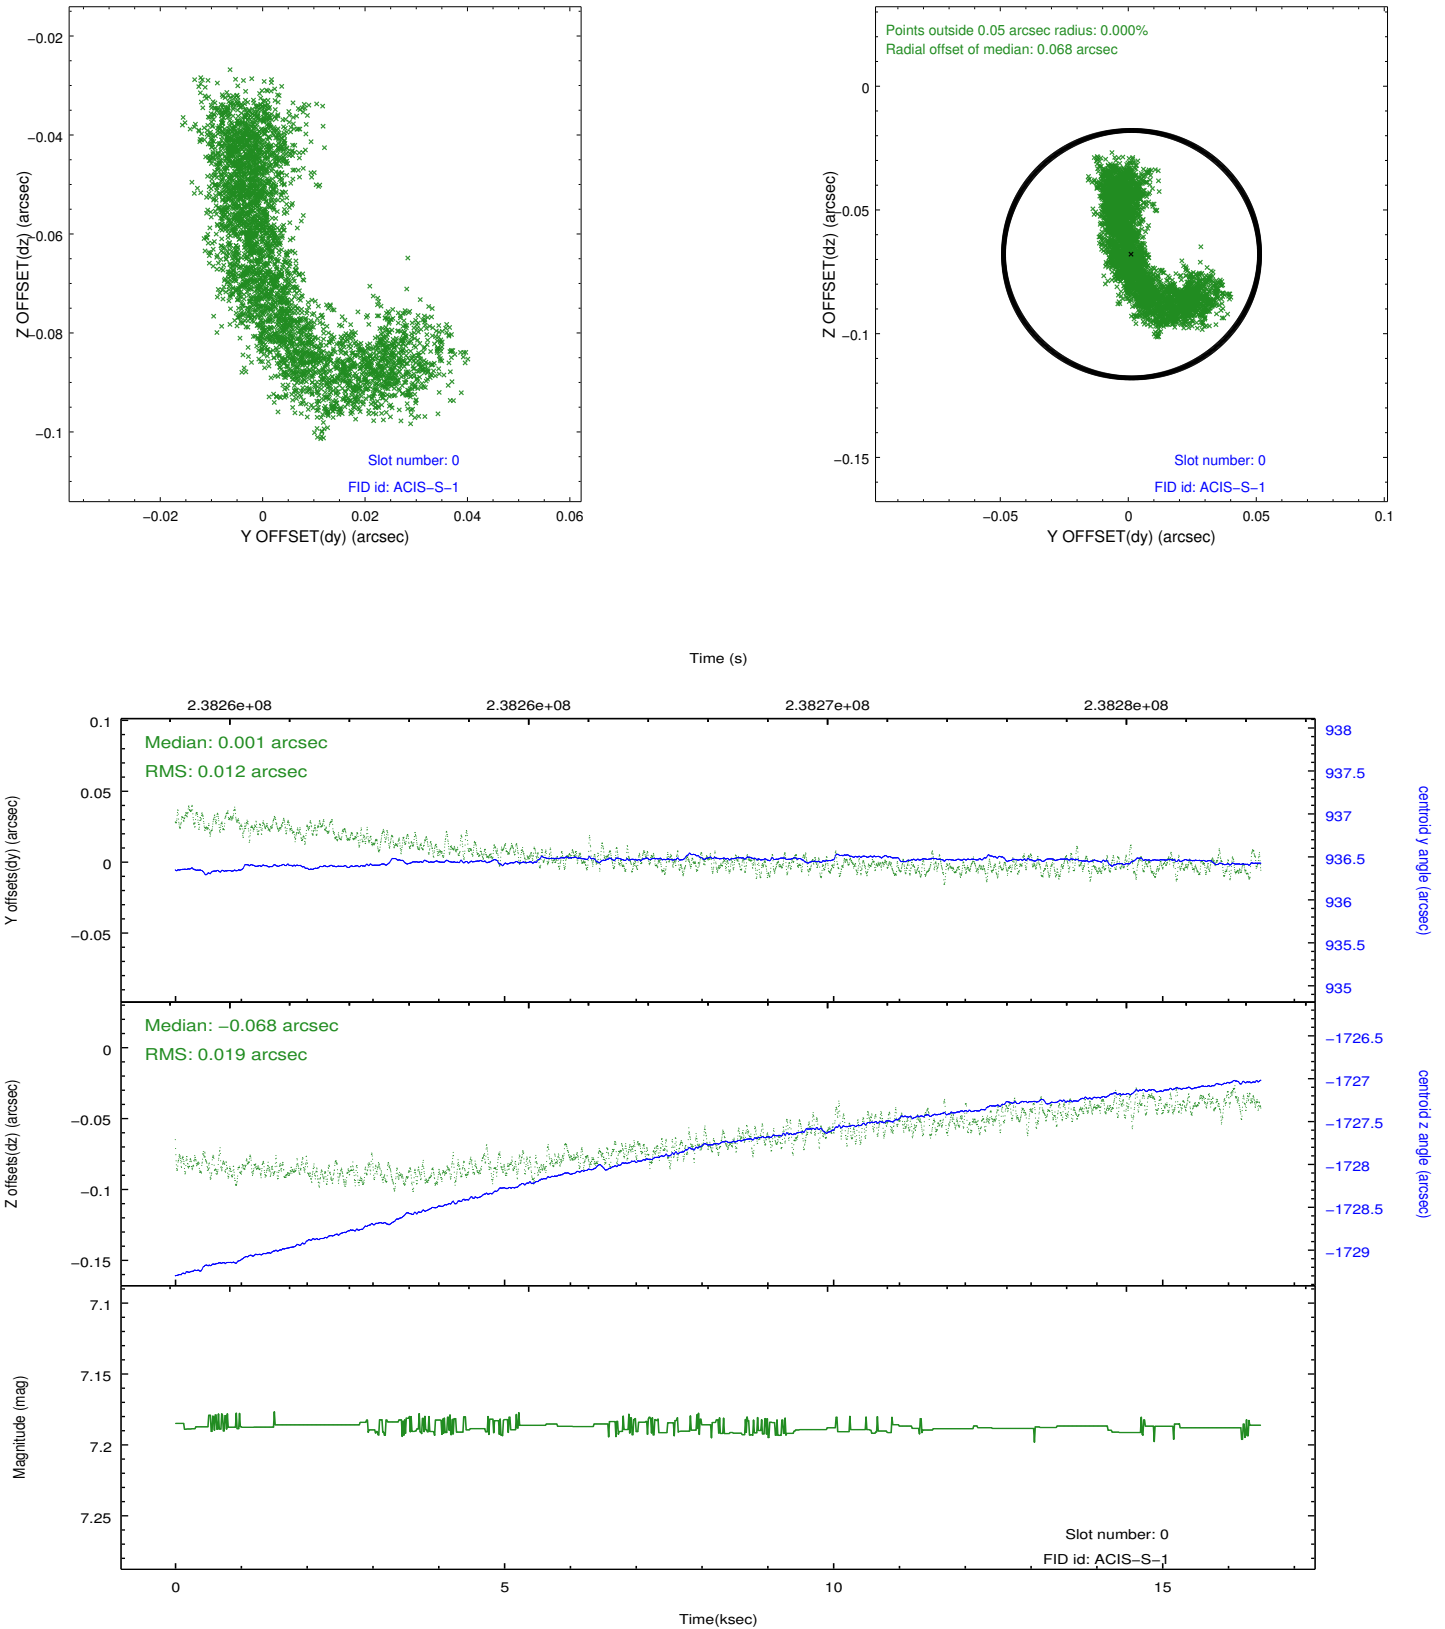 −0.02
−0.04
−0.06
−0.08
−0.1
Z OFFSET(dz) (arcsec)
Slot number: 0
FID id: ACIS−S−1
−0.02
0
0.02
0.04
0.06
Y OFFSET(dy) (arcsec)
Points outside 0.05 arcsec radius: 0.000%
Radial offset of median: 0.068 arcsec
0
−0.05
−0.1
−0.15
Z OFFSET(dz) (arcsec)
Slot number: 0
FID id: ACIS−S−1
−0.05
0
0.05
0.1
Y OFFSET(dy) (arcsec)
Time (s)
2.3826e+08
2.3826e+08
2.3827e+08
2.3828e+08
Median: 0.001 arcsec
RMS: 0.012 arcsec
0.1
0.05
0
−0.05
Y offsets(dy) (arcsec)
938
937.5
937
936.5
936
935.5
935
centroid y angle (arcsec)
Median: −0.068 arcsec
RMS: 0.019 arcsec
0
−0.05
−0.1
−0.15
Z offsets(dz) (arcsec)
−1726.5
−1727
−1727.5
−1728
−1728.5
−1729
centroid z angle (arcsec)
7.1
7.15
7.2
7.25
Magnitude (mag)
Slot number: 0
FID id: ACIS−S−1
0
5
10
15
Time(ksec)